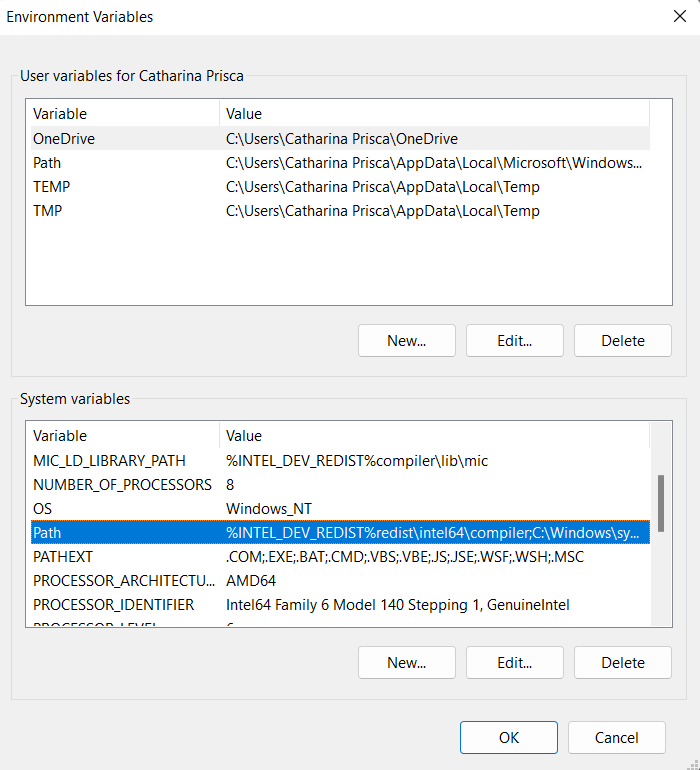 Environment Variables
User variables for Catharina Prisca
Variable Value
OneDrive C:\Users\Catharina Prisca\OneDrive
Path C:\Users\Catharina Prisca\AppData\Local\Microsoft\Windows...
TEMP C:\Users\Catharina Prisca\AppData\Local\Temp
TMP C:\Users\Catharina Prisca\AppData\Local\Temp
New... Edit... Delete
System variables
Variable Value
MIC_LD_LIBRARY_PATH %INTEL_DEV_REDIST%compiler\lib\mic
NUMBER_OF_PROCESSORS 8
OS Windows_NT
Path %INTEL_DEV_REDIST%redist\intel64\compiler;C:\Windows\sy...
PATHEXT .COM;.EXE;.BAT;.CMD;.VBS;.VBE;.JS;.JSE;.WSF;.WSH;.MSC
PROCESSOR_ARCHITECTU... AMD64
PROCESSOR_IDENTIFIER Intel64 Family 6 Model 140 Stepping 1, GenuineIntel
PROCESSOR_LEVEL 6
New... Edit... Delete
OK Cancel